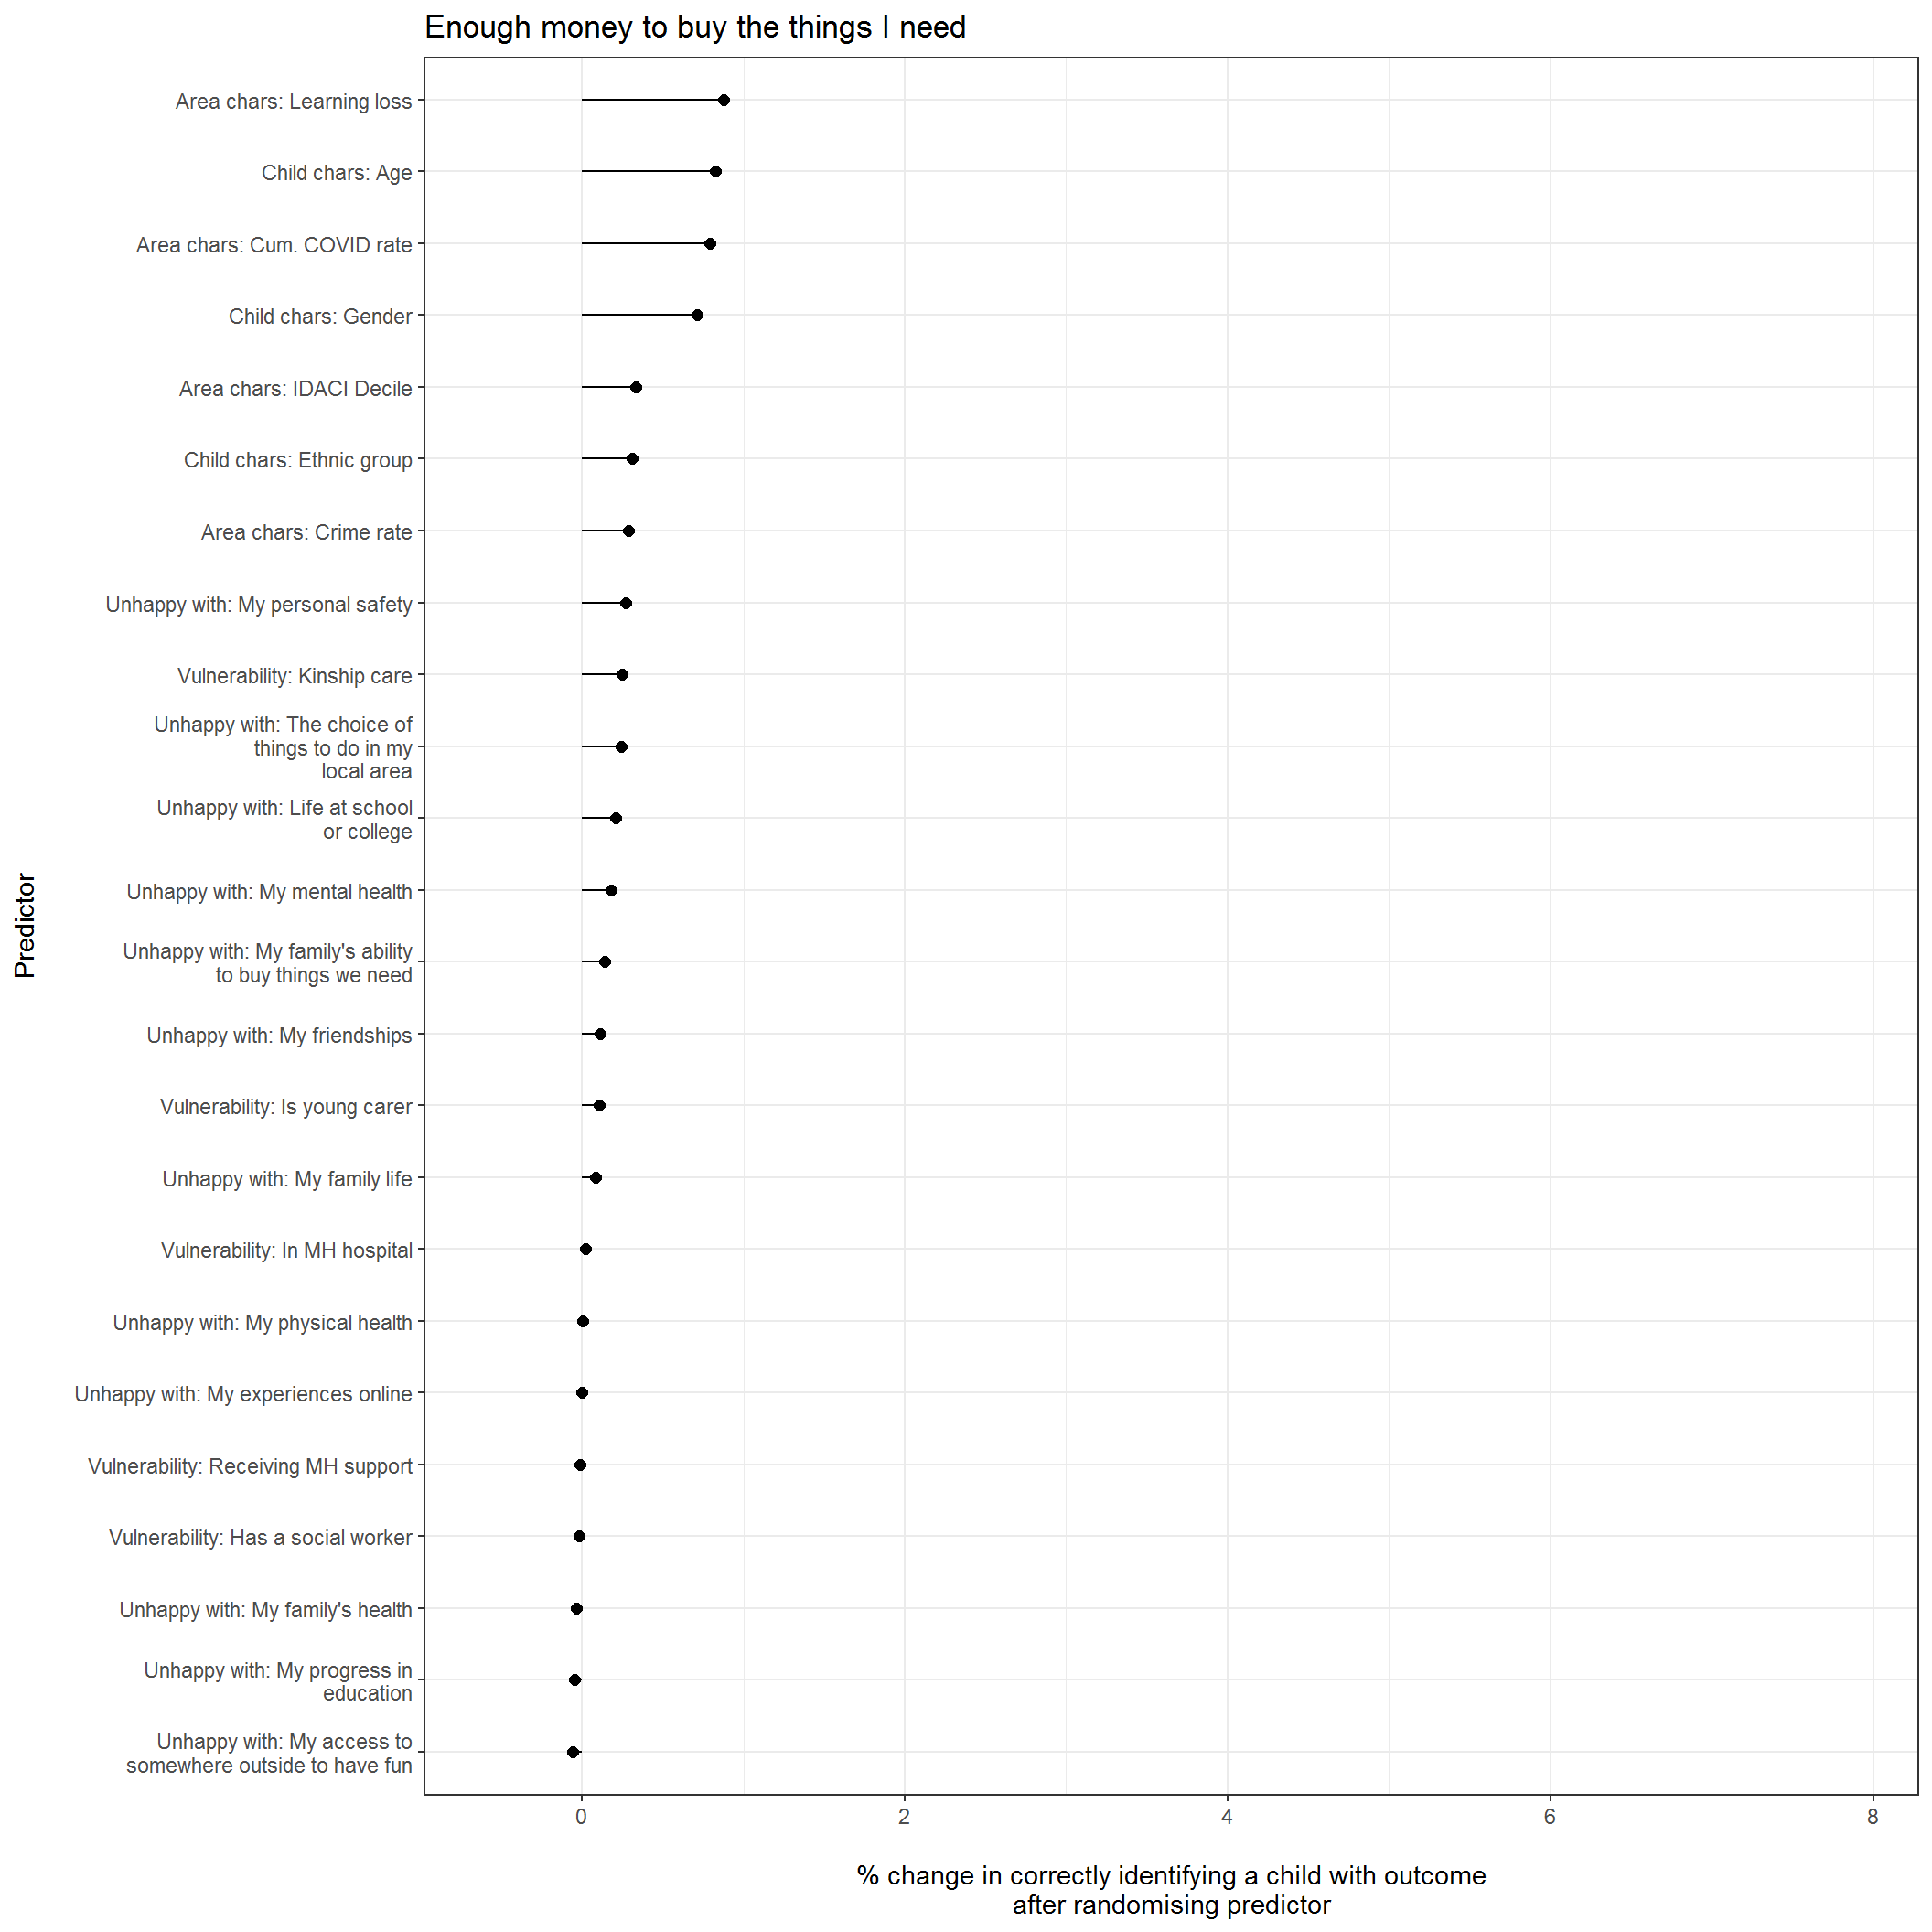 Enough money to buy the things I need
Area chars: Learning loss
Child chars: Age
Area chars: Cum. COVID rate
Child chars: Gender
Area chars: IDACI Decile
Child chars: Ethnic group
Area chars: Crime rate
Unhappy with: My personal safety
Vulnerability: Kinship care
Unhappy with: The choice of
things to do in my
local area
Unhappy with: Life at school
or college
Unhappy with: My mental health
Unhappy with: My family's ability
to buy things we need
Unhappy with: My friendships
Vulnerability: Is young carer
Unhappy with: My family life
Vulnerability: In MH hospital
Unhappy with: My physical health
Unhappy with: My experiences online
Vulnerability: Receiving MH support
Vulnerability: Has a social worker
Unhappy with: My family's health
Unhappy with: My progress in
education
Unhappy with: My access to
somewhere outside to have fun
Predictor
0 2 4 6 8
% change in correctly identifying a child with outcome
after randomising predictor